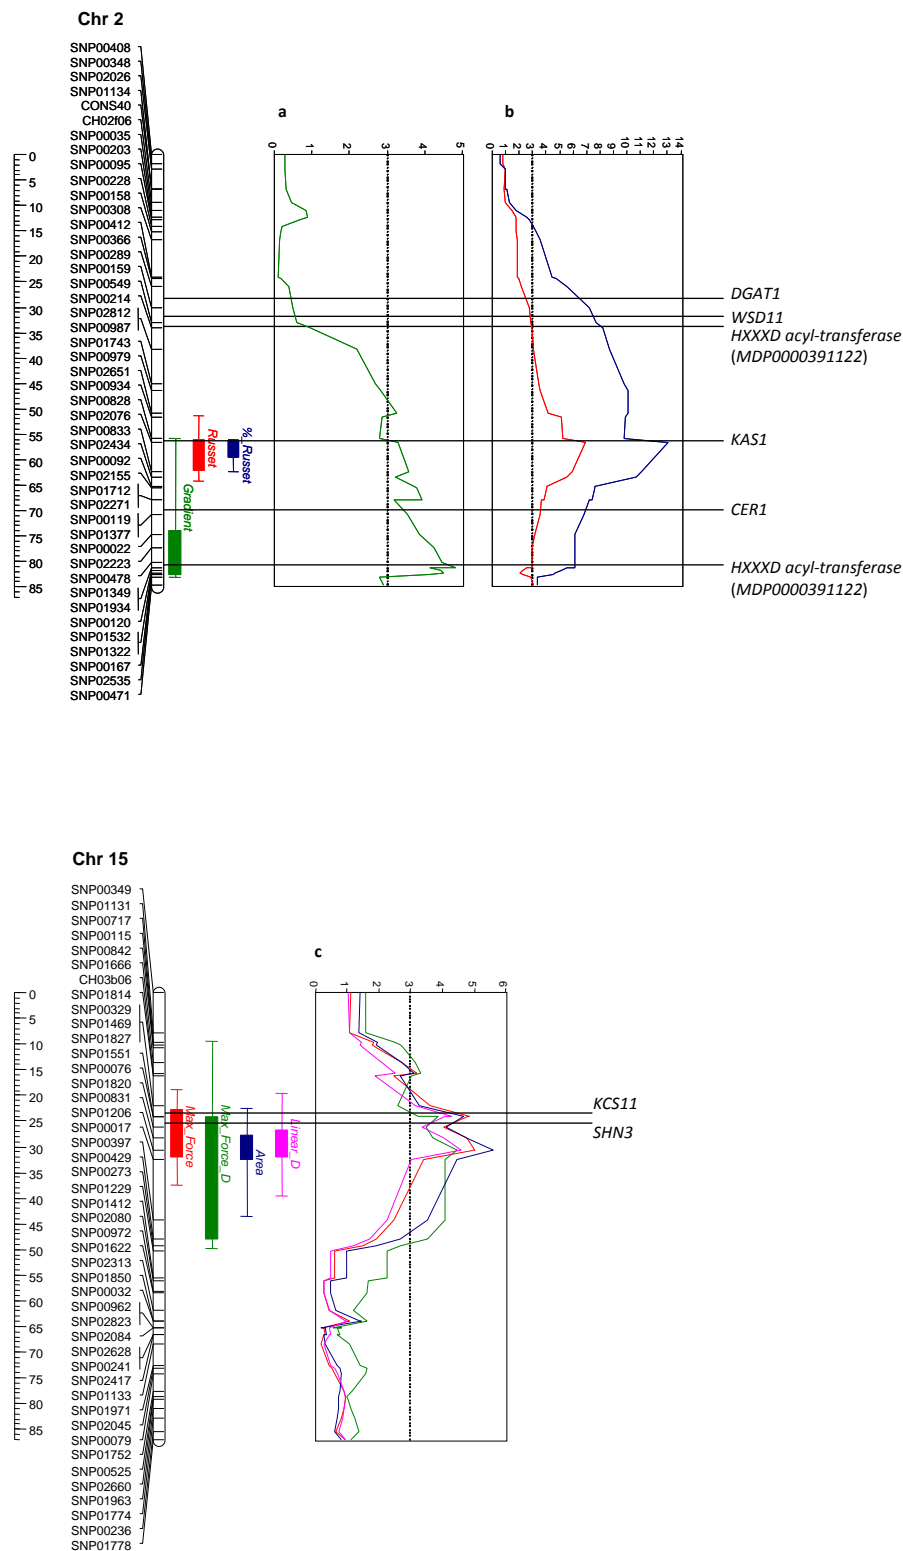 Chr 2
SNP00408
SNP00348
SNP02026
SNP01134
CONS40
CH02f06
SNP00035
SNP00203
SNP00095
SNP00228
SNP00158
SNP00308
SNP00412
SNP00366
SNP00289
SNP00159
SNP00549
SNP00214
SNP02812
SNP00987
SNP01743
SNP00979
SNP02651
SNP00934
SNP00828
SNP02076
SNP00833
SNP02434
SNP00092
SNP02155
SNP01712
SNP02271
SNP00119
SNP01377
SNP00022
SNP02223
SNP00478
SNP01349
SNP01934
SNP00120
SNP01532
SNP01322
SNP00167
SNP02535
SNP00471
0
5
10
15
20
25
30
35
40
45
50
55
60
65
70
75
80
85
Gradient
Russet
%_Russet
a
0
1
2
3
4
5
b
0
1
2
3
4
5
6
7
8
9
10
11
12
13
14
DGAT1
WSD11
HXXXD acyl-transferase
(MDP0000391122)
KAS1
CER1
HXXXD acyl-transferase
(MDP0000391122)
Chr 15
SNP00349
SNP01131
SNP00717
SNP00115
SNP00842
SNP01666
CH03b06
SNP01814
SNP00329
SNP01469
SNP01827
SNP01551
SNP00076
SNP01820
SNP00831
SNP01206
SNP00017
SNP00397
SNP00429
SNP00273
SNP01229
SNP01412
SNP02080
SNP00972
SNP01622
SNP02313
SNP01850
SNP00032
SNP00962
SNP02823
SNP02084
SNP02628
SNP00241
SNP02417
SNP01133
SNP01971
SNP02045
SNP00079
SNP01752
SNP00525
SNP02660
SNP01963
SNP01774
SNP00236
SNP01778
0
5
10
15
20
25
30
35
40
45
50
55
60
65
70
75
80
85
Max_Force
Max_Force_D
Area
Linear_D
c
0
1
2
3
4
5
6
KCS11
SHN3